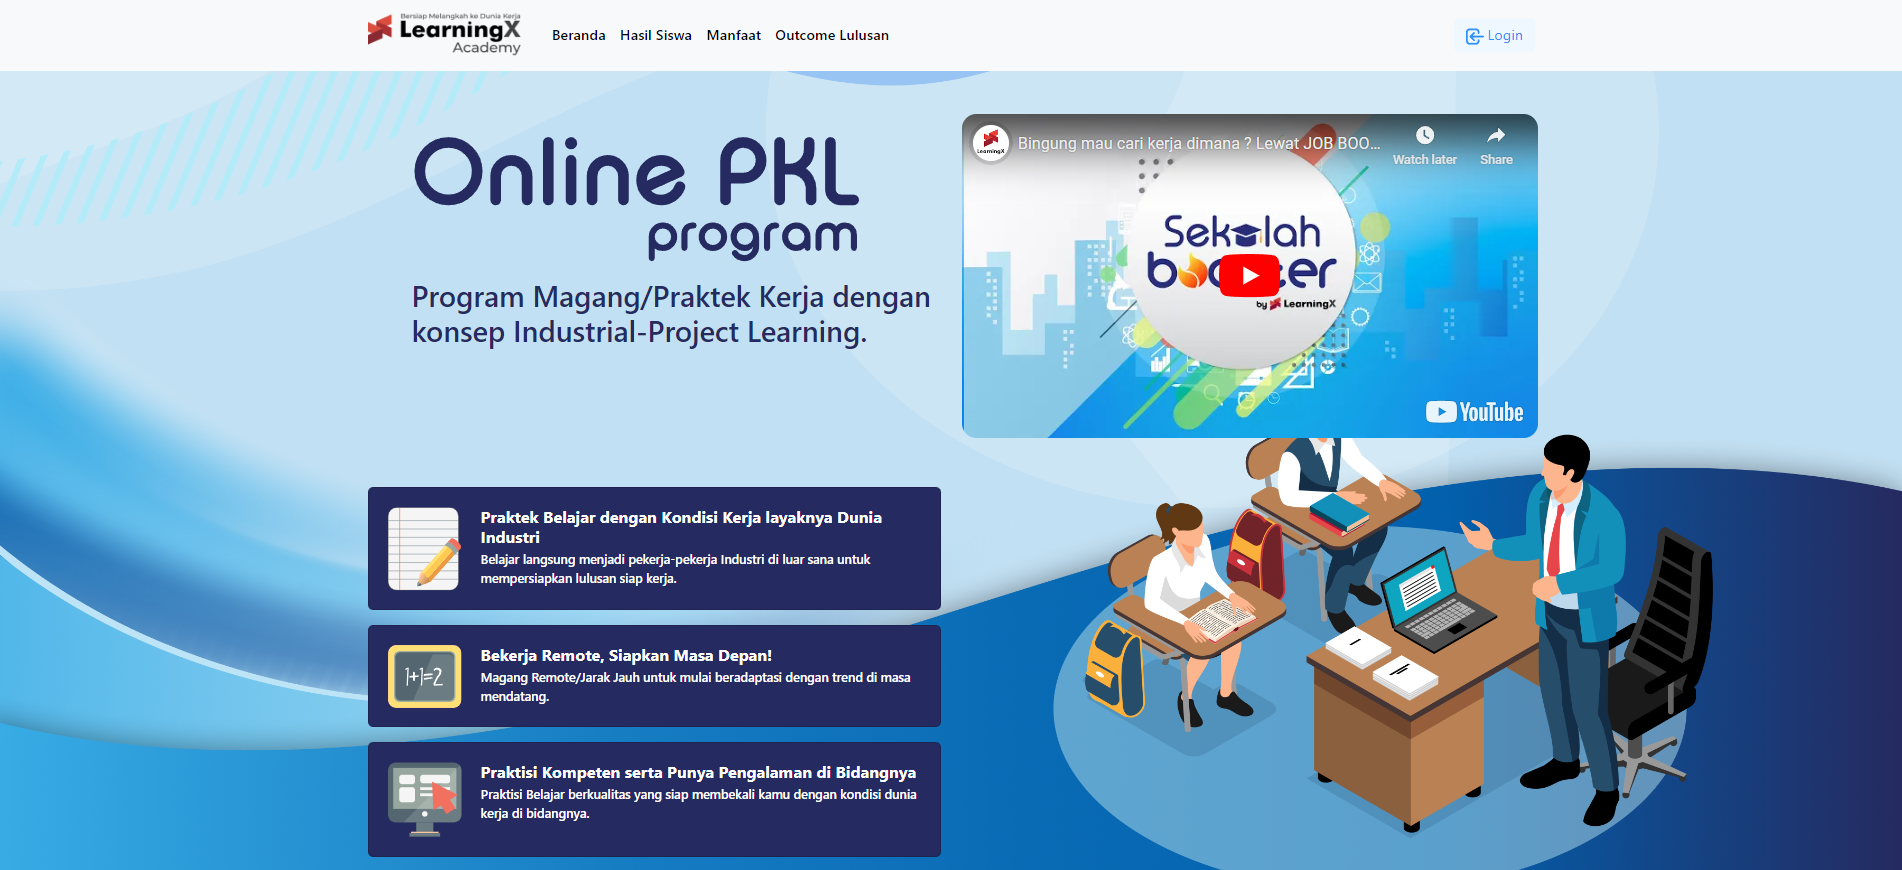 Bersiap Melangkah ke Dunia Kerja
LearningX
Academy
Beranda
Hasil Siswa
Manfaat
Outcome Lulusan
Login
Online PKL
program
Program Magang/Praktek Kerja dengan
konsep Industrial-Project Learning.
LearningX
Bingung mau cari kerja dimana ? Lewat JOB BOO...
Watch later
Share
Sekolah
by LearningX
YouTube
Praktek Belajar dengan Kondisi Kerja layaknya Dunia
Industri
Belajar langsung menjadi pekerja-pekerja Industri di luar sana untuk
mempersiapkan lulusan siap kerja.
1+1=2
Bekerja Remote, Siapkan Masa Depan!
Magang Remote/Jarak Jauh untuk mulai beradaptasi dengan trend di masa
mendatang.
Praktisi Kompeten serta Punya Pengalaman di Bidangnya
Praktisi Belajar berkualitas yang siap membekali kamu dengan kondisi dunia
kerja di bidangnya.